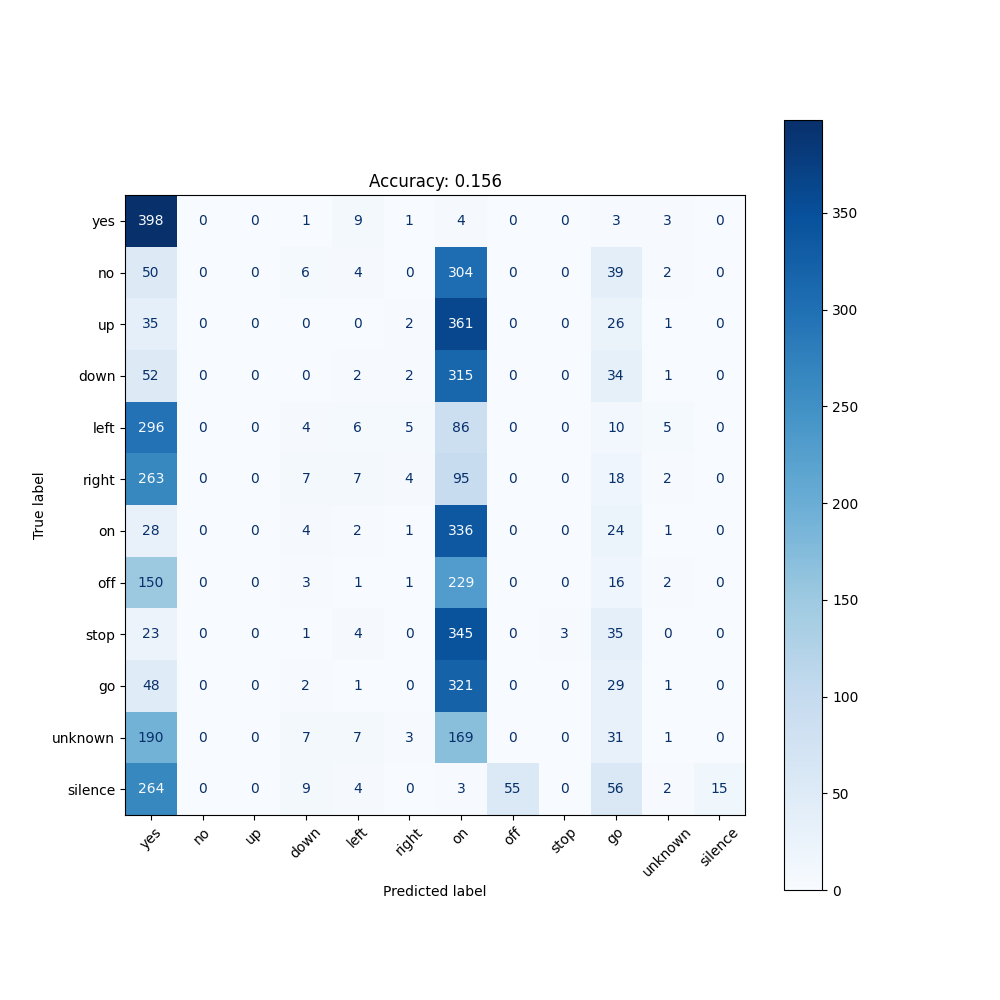 Accuracy: 0.156
yes 398 0 0 1 9 1 4 0 0 3 3 0
no 50 0 0 6 4 0 304 0 0 39 2 0
up 35 0 0 0 0 2 361 0 0 26 1 0
down 52 0 0 0 2 2 315 0 0 34 1 0
left 296 0 0 4 6 5 86 0 0 10 5 0
right 263 0 0 7 7 4 95 0 0 18 2 0
on 28 0 0 4 2 1 336 0 0 24 1 0
off 150 0 0 3 1 1 229 0 0 16 2 0
stop 23 0 0 1 4 0 345 0 3 35 0 0
go 48 0 0 2 1 0 321 0 0 29 1 0
unknown 190 0 0 7 7 3 169 0 0 31 1 0
silence 264 0 0 9 4 0 3 55 0 56 2 15
yes no up down left right on off stop go unknown silence
Predicted label
True label
350
300
250
200
150
100
50
0